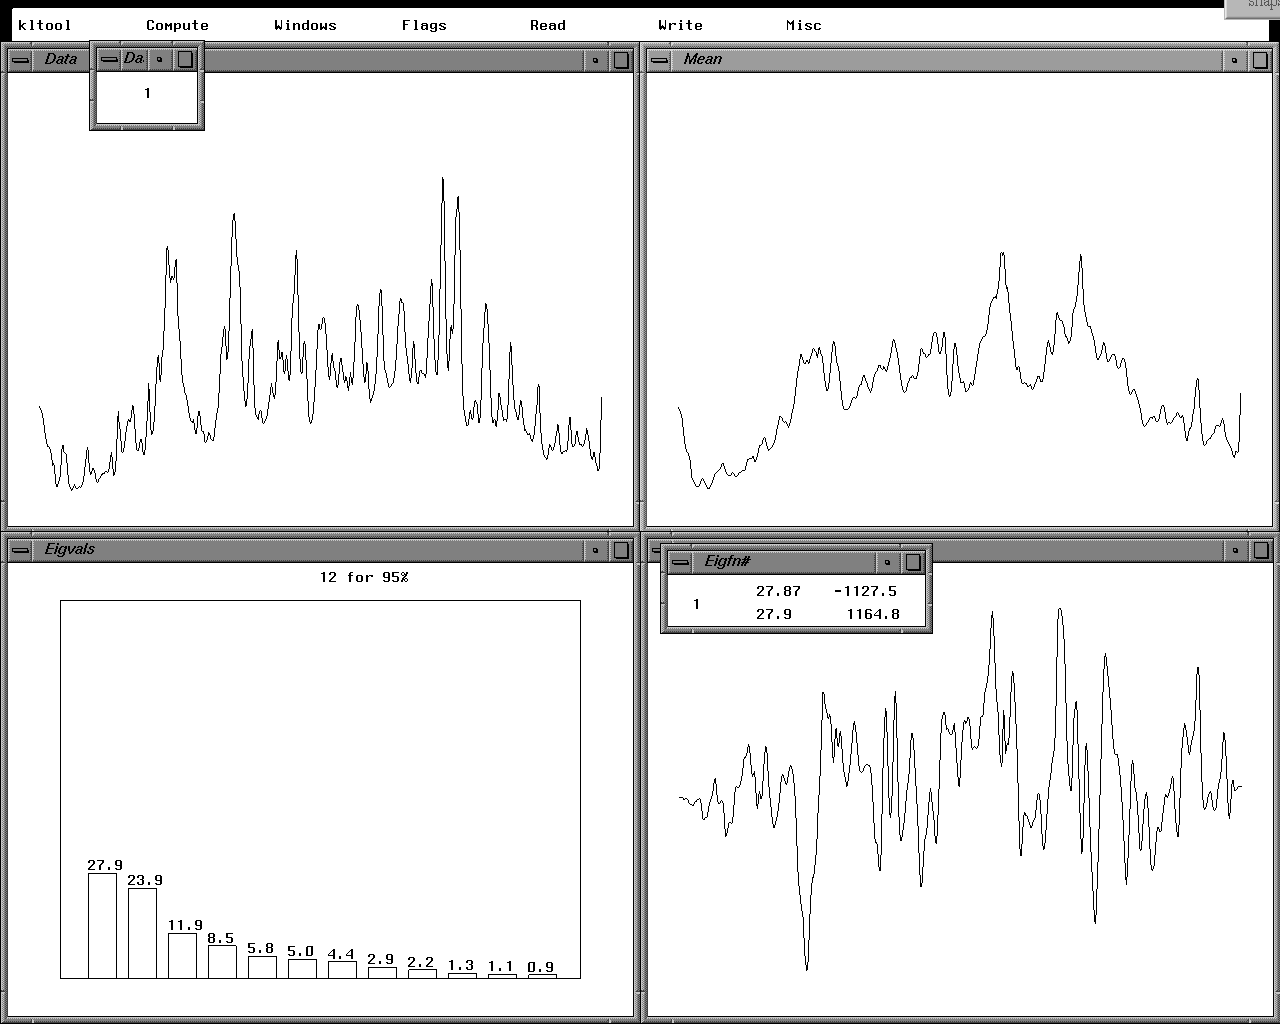 snaps
kltool Compute Windows Flags Read Write Misc
Data
Da
1
Mean
Eigvals
12 for 95%
27.9
23.9
11.9
8.5
5.8
5.0
4.4
2.9
2.2
1.3
1.1
0.9
Eigfn#
1
27.87 -1127.5
27.9 1164.8